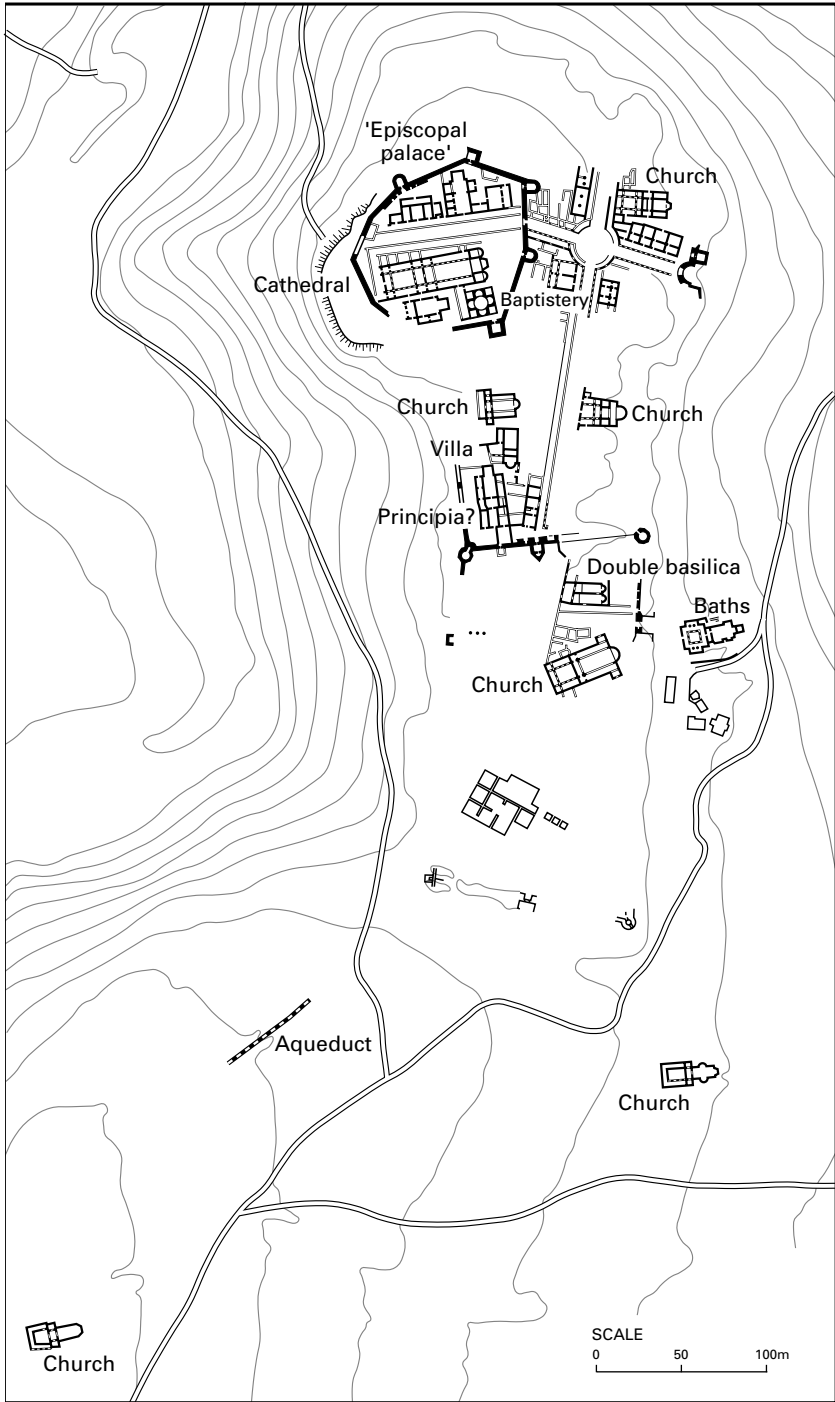 'Episcopal
palace'
Church
Cathedral
Baptistery
Church
Church
Villa
Principia?
Double basilica
Baths
Church
Aqueduct
Church
Church
SCALE
0 50 100m